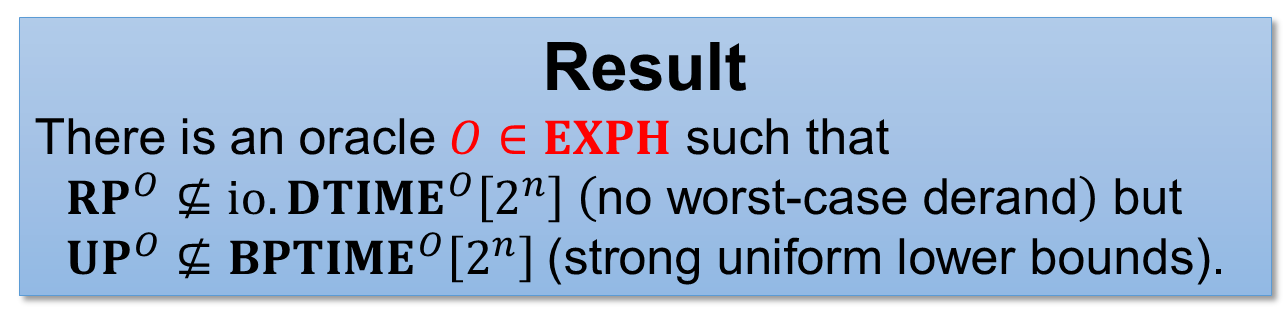 Result
There is an oracle 𝑂 ∈ 𝐄𝐗𝐏𝐇 such that
𝐑𝐏^𝑂 ⊈ io. 𝐃𝐓𝐈𝐌𝐄^𝑂[2^𝑛] (no worst-case derand) but
𝐔𝐏^𝑂 ⊈ 𝐁𝐏𝐓𝐈𝐌𝐄^𝑂[2^𝑛] (strong uniform lower bounds).